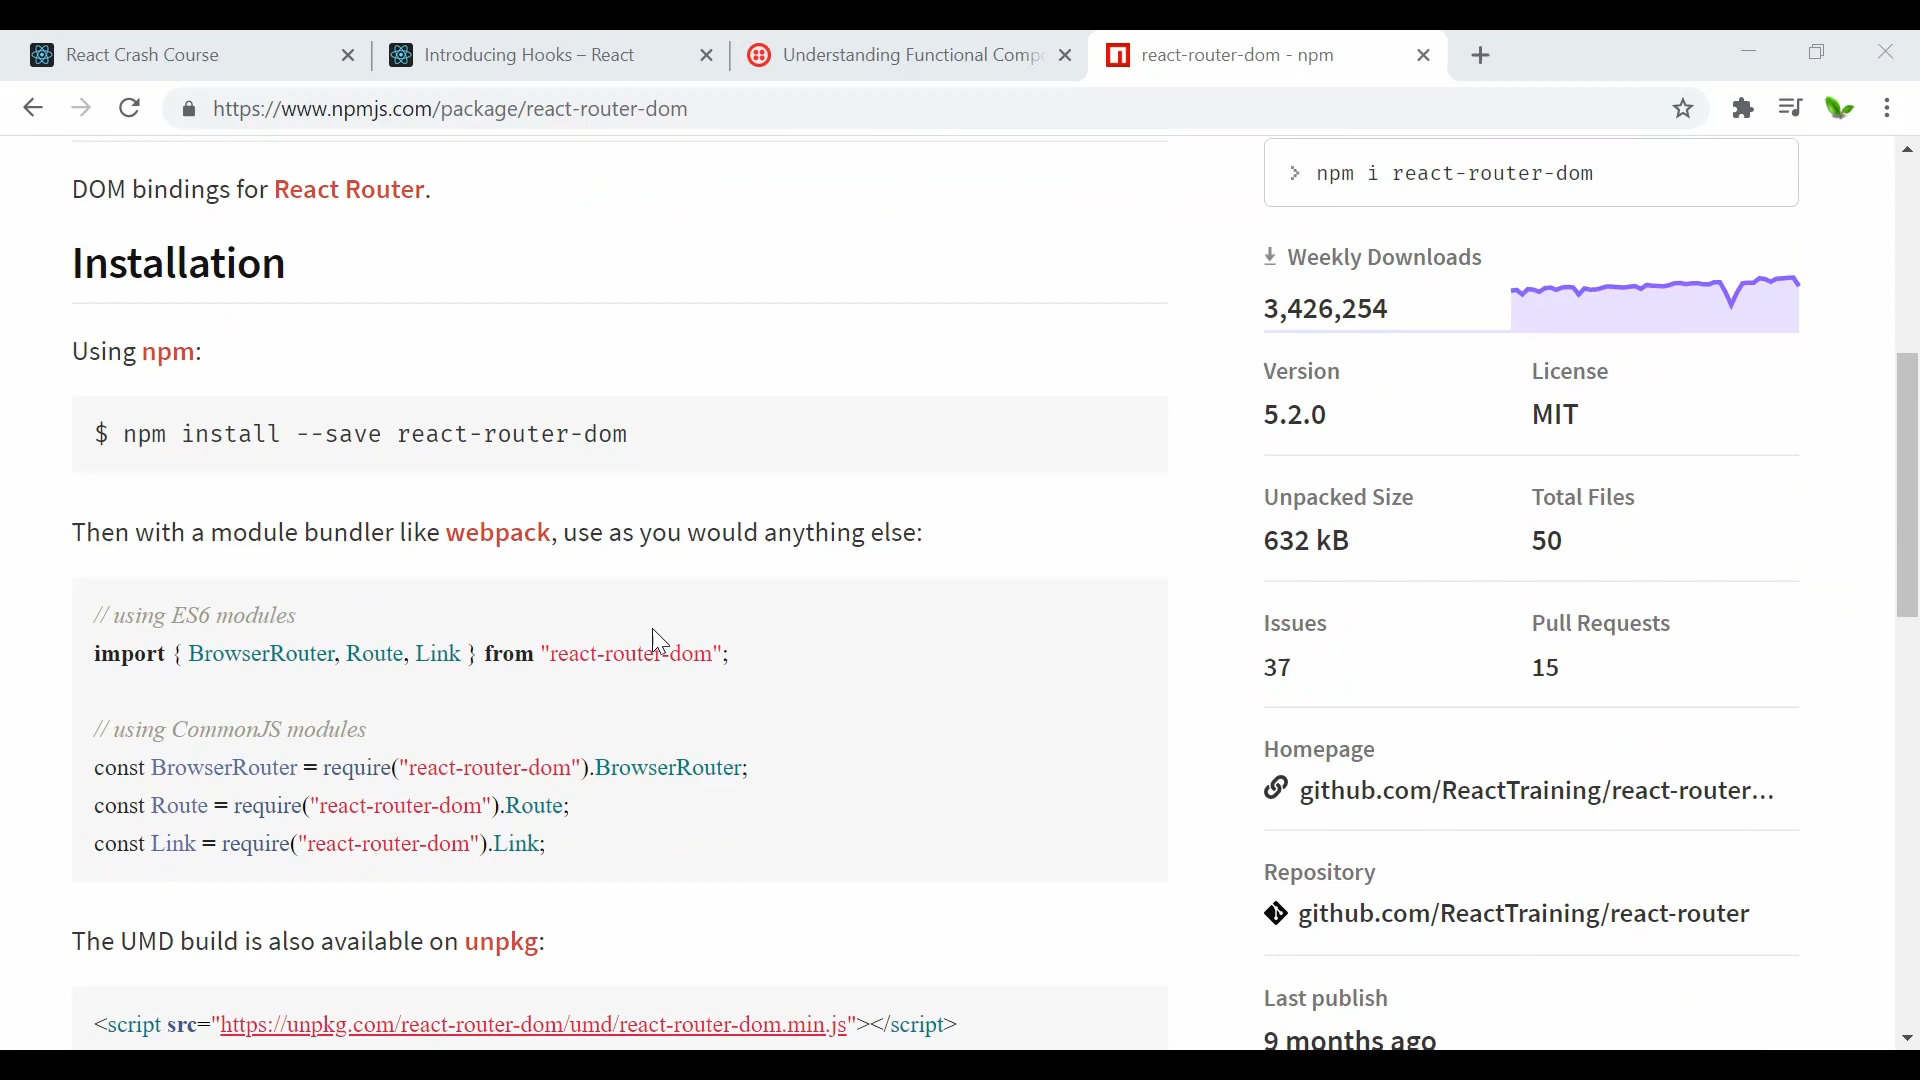 React Crash Course
Introducing Hooks – React
Understanding Functional Comp
react-router-dom - npm
https://www.npmjs.com/package/react-router-dom
DOM bindings for React Router.
Installation
Using npm:
$ npm install --save react-router-dom
Then with a module bundler like webpack, use as you would anything else:
// using ES6 modules
import { BrowserRouter, Route, Link } from "react-router-dom";
// using CommonJS modules
const BrowserRouter = require("react-router-dom").BrowserRouter;
const Route = require("react-router-dom").Route;
const Link = require("react-router-dom").Link;
The UMD build is also available on unpkg:
<script src="https://unpkg.com/react-router-dom/umd/react-router-dom.min.js"></script>
> npm i react-router-dom
Weekly Downloads
3,426,254
Version
License
5.2.0
MIT
Unpacked Size
Total Files
632 kB
50
Issues
Pull Requests
37
15
Homepage
github.com/ReactTraining/react-router...
Repository
github.com/ReactTraining/react-router
Last publish
9 months ago